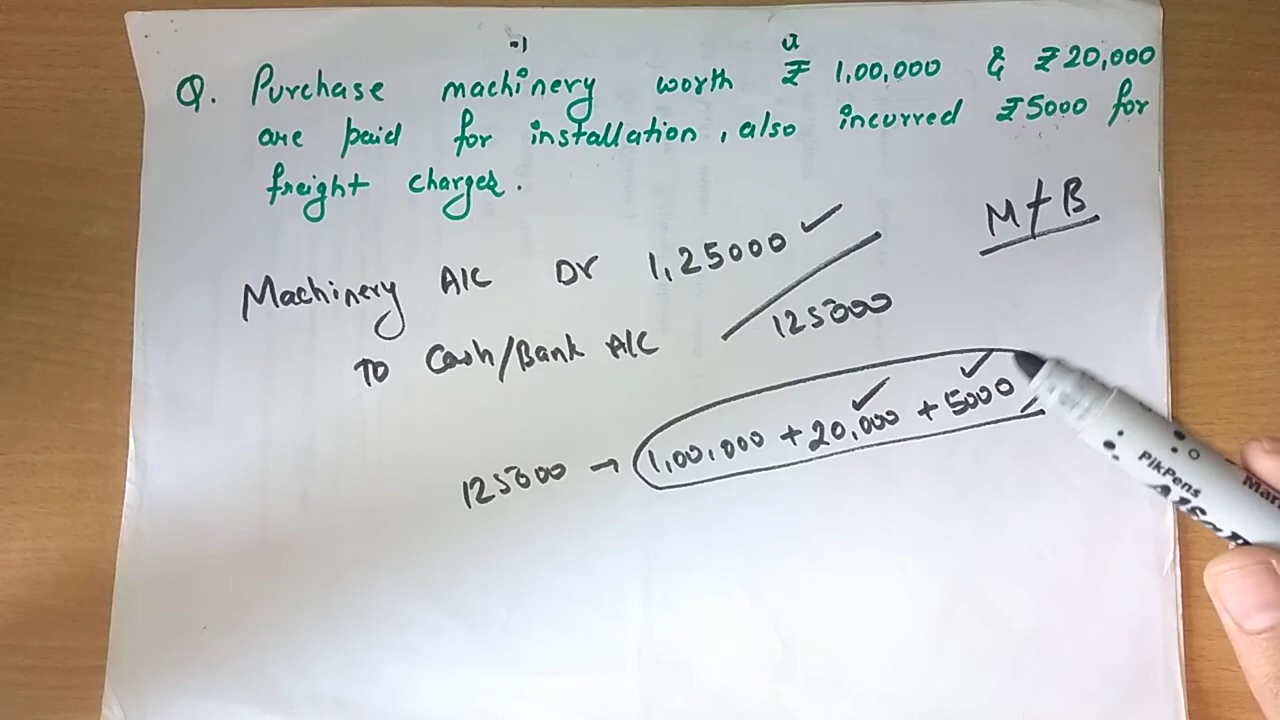 Q. Purchase machinery worth ₹ 1,00,000 & ₹20,000
are paid for installation, also incurred ₹5000 for
freight charges.
M+B
Machinery A/C Dr 1,25000
125000
To Cash/Bank A/C
125000 → 1,00,000 + 20,000 + 5000
PikPens